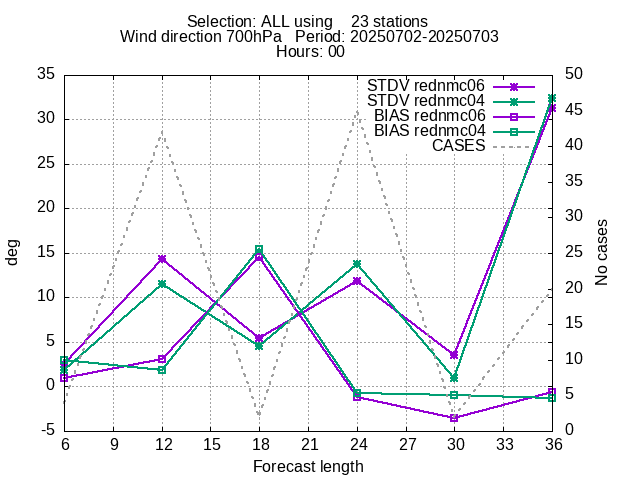 Selection: ALL using    23 stations
Wind direction 700hPa   Period: 20250702-20250703
Hours: 00
STDV rednmc06
STDV rednmc04
BIAS rednmc06
BIAS rednmc04
CASES
35
30
25
20
15
10
5
0
-5
deg
50
45
40
35
30
25
20
15
10
5
0
No cases
6 9 12 15 18 21 24 27 30 33 36
Forecast length